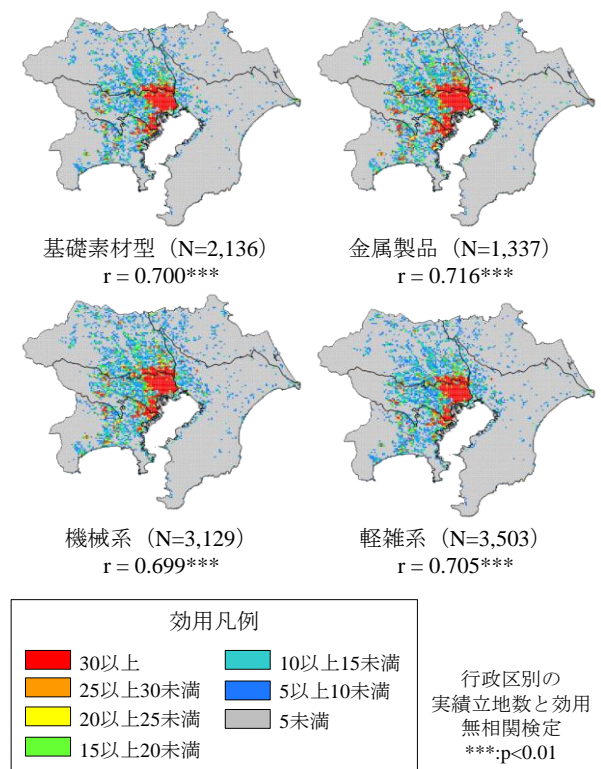 基礎素材型（N=2,136）
r = 0.700***
金属製品（N=1,337）
r = 0.716***
機械系（N=3,129）
r = 0.699***
軽雑系（N=3,503）
r = 0.705***
効用凡例
30以上
25以上30未満
20以上25未満
15以上20未満
10以上15未満
5以上10未満
5未満
行政区別の
実績立地数と効用
無相関検定
***:p<0.01